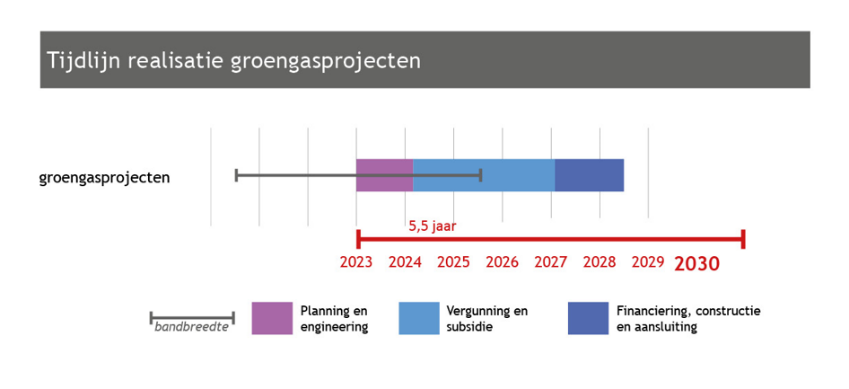 Tijdlijn realisatie groengasprojecten
groengasprojecten
5,5 jaar
2023 2024 2025 2026 2027 2028 2029 2030
bandbreedte
Planning en
engineering
Vergunning en
subsidie
Financiering, constructie
en aansluiting